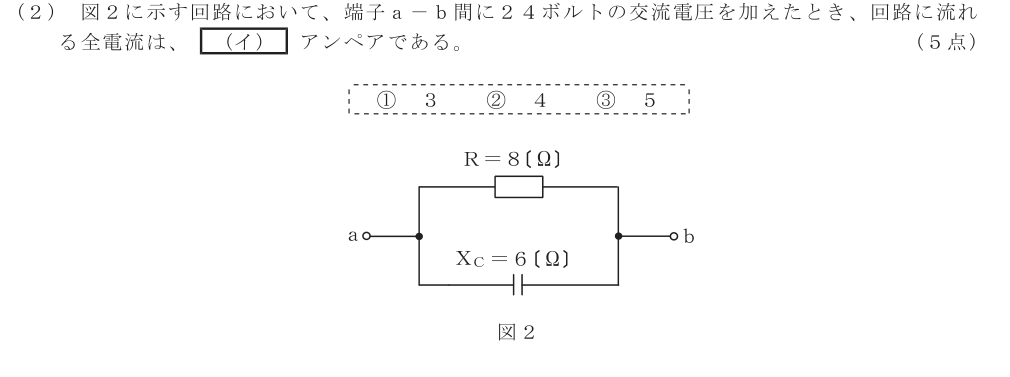 (２) 図２に示す回路において、端子ａ－ｂ間に２４ボルトの交流電圧を加えたとき、回路に流れ
る全電流は、 (イ) アンペアである。 (５点)
① ３ ② ４ ③ ５
Ｒ＝８〔Ω〕
a b
ＸC＝６〔Ω〕
図２